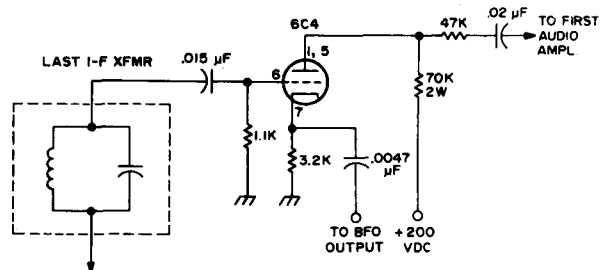 6C4
47K
.02 µF
TO FIRST
AUDIO
AMPL.
LAST I-F XFMR
.015 µF
1, 5
6
7
70K
2W
1.1K
3.2K
.0047
µF
TO BFO
OUTPUT
+200
VDC